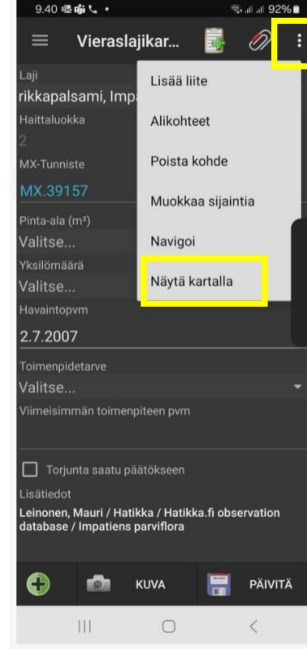 9.40
92%
Vieraslajikar...
Laji
rikkapalsami, Imp
Haittaluokka
2
MX-Tunniste
MX.39157
Pinta-ala (m²)
Valitse...
Yksilömäärä
Valitse...
Havaintopvm
2.7.2007
Toimenpidetarve
Valitse...
Viimeisimmän toimenpiteen pvm
Torjunta saatu päätökseen
Lisätiedot
Leinonen, Mauri / Hatikka / Hatikka.fi observation
database / Impatiens parviflora
Lisää liite
Alikohteet
Poista kohde
Muokkaa sijaintia
Navigoi
Näytä kartalla
KUVA
PÄIVITÄ